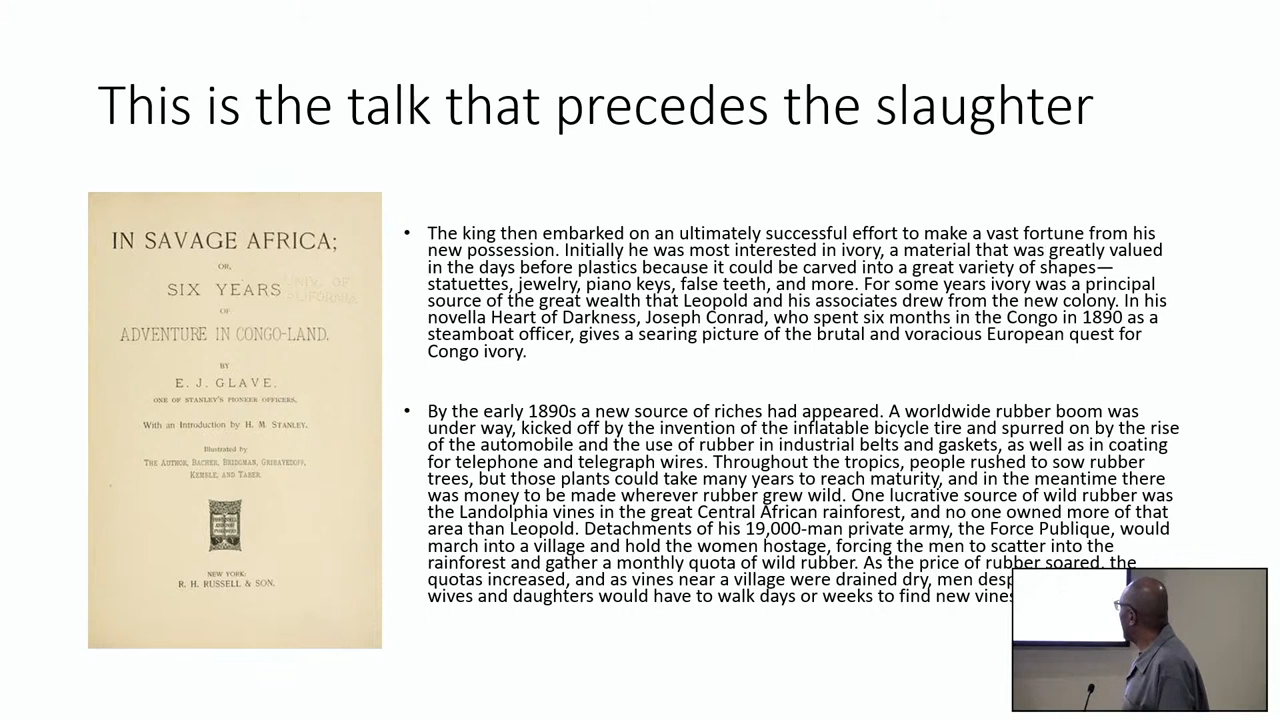 This is the talk that precedes the slaughter
IN SAVAGE AFRICA;
OR,
SIX YEARS
OF
ADVENTURE IN CONGO-LAND.
BY
E. J. GLAVE,
ONE OF STANLEY'S PIONEER OFFICERS,
With an Introduction by H. M. STANLEY.
Illustrated by
THE AUTHOR, BACHER, BRIDGMAN, GRIBAYEDOFF,
KEMBLE, AND TABER.
NEW YORK:
R. H. RUSSELL & SON.
UNIV. OF
CALIFORNIA
• The king then embarked on an ultimately successful effort to make a vast fortune from his
new possession. Initially he was most interested in ivory, a material that was greatly valued
in the days before plastics because it could be carved into a great variety of shapes—
statuettes, jewelry, piano keys, false teeth, and more. For some years ivory was a principal
source of the great wealth that Leopold and his associates drew from the new colony. In his
novella Heart of Darkness, Joseph Conrad, who spent six months in the Congo in 1890 as a
steamboat officer, gives a searing picture of the brutal and voracious European quest for
Congo ivory.
• By the early 1890s a new source of riches had appeared. A worldwide rubber boom was
under way, kicked off by the invention of the inflatable bicycle tire and spurred on by the rise
of the automobile and the use of rubber in industrial belts and gaskets, as well as in coating
for telephone and telegraph wires. Throughout the tropics, people rushed to sow rubber
trees, but those plants could take many years to reach maturity, and in the meantime there
was money to be made wherever rubber grew wild. One lucrative source of wild rubber was
the Landolphia vines in the great Central African rainforest, and no one owned more of that
area than Leopold. Detachments of his 19,000-man private army, the Force Publique, would
march into a village and hold the women hostage, forcing the men to scatter into the
rainforest and gather a monthly quota of wild rubber. As the price of rubber soared, the
quotas increased, and as vines near a village were drained dry, men
wives and daughters would have to walk days or weeks to find new vines